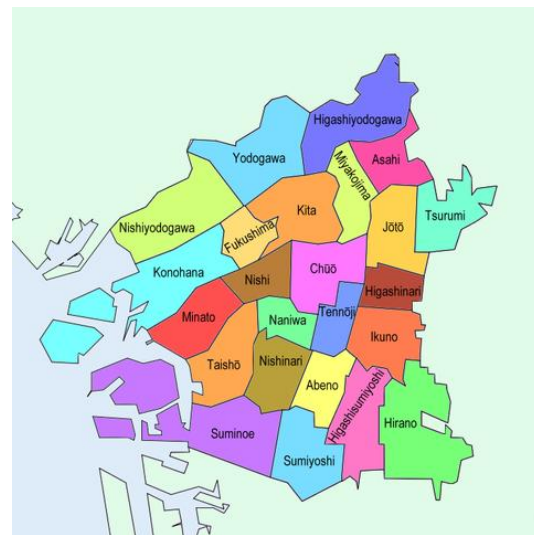 Higashiyodogawa
Yodogawa
Miyakojima
Asahi
Nishiyodogawa
Kita
Tsurumi
Fukushima
Jōtō
Konohana
Chūō
Nishi
Higashinari
Minato
Naniwa
Tennōji
Ikuno
Taishō
Nishinari
Abeno
Higashisumiyoshi
Hirano
Suminoe
Sumiyoshi